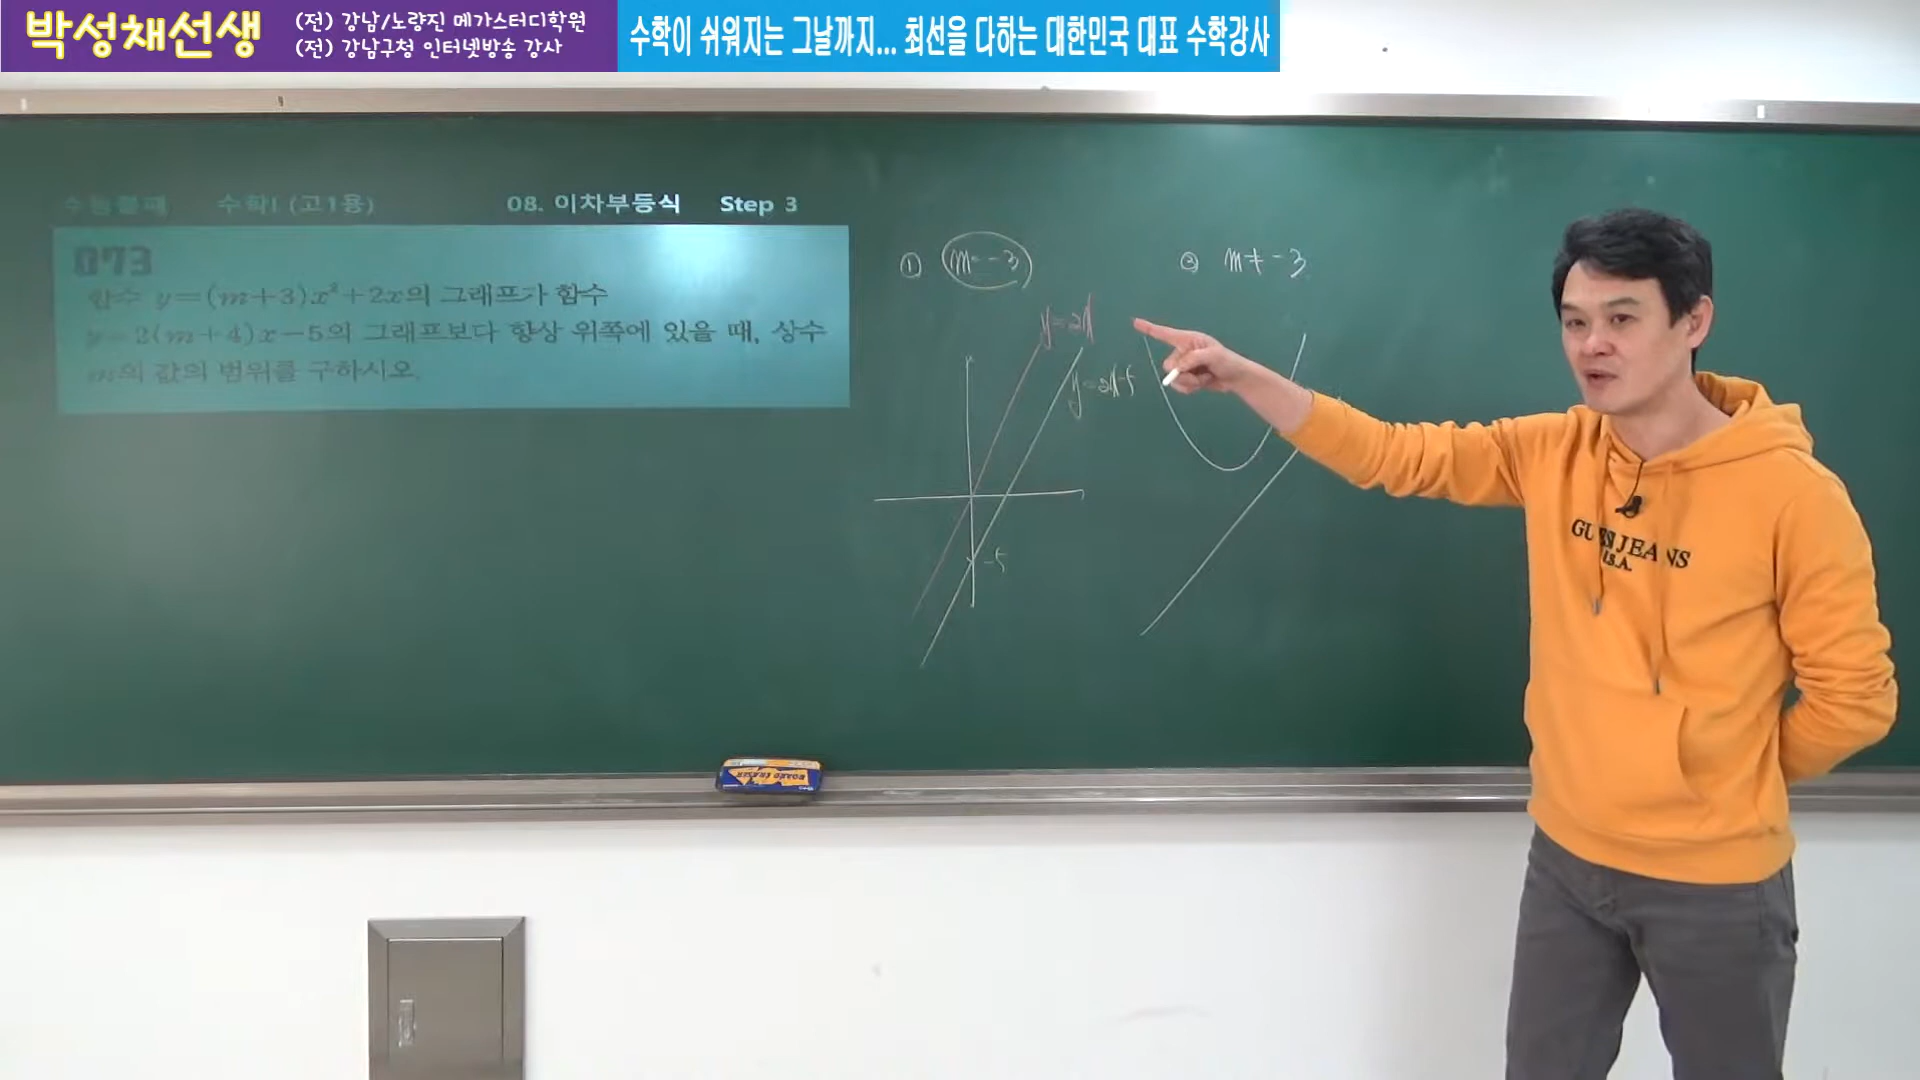 박성채선생
(전) 강남/노량진 메가스터디학원
(전) 강남구청 인터넷방송 강사
수학이 쉬워지는 그날까지... 최선을 다하는 대한민국 대표 수학강사
수능불패 수학I (고1용) 08. 이차부등식 Step 3
073
함수 y=(m+3)x²+2x의 그래프가 함수
y=2(m+4)x-5의 그래프보다 항상 위쪽에 있을 때, 상수
m의 값의 범위를 구하시오.
① m=-3
② m≠-3
y=2x
y=2x-5
-5
GUESS JEANS
U.S.A.
BOARD ERASER